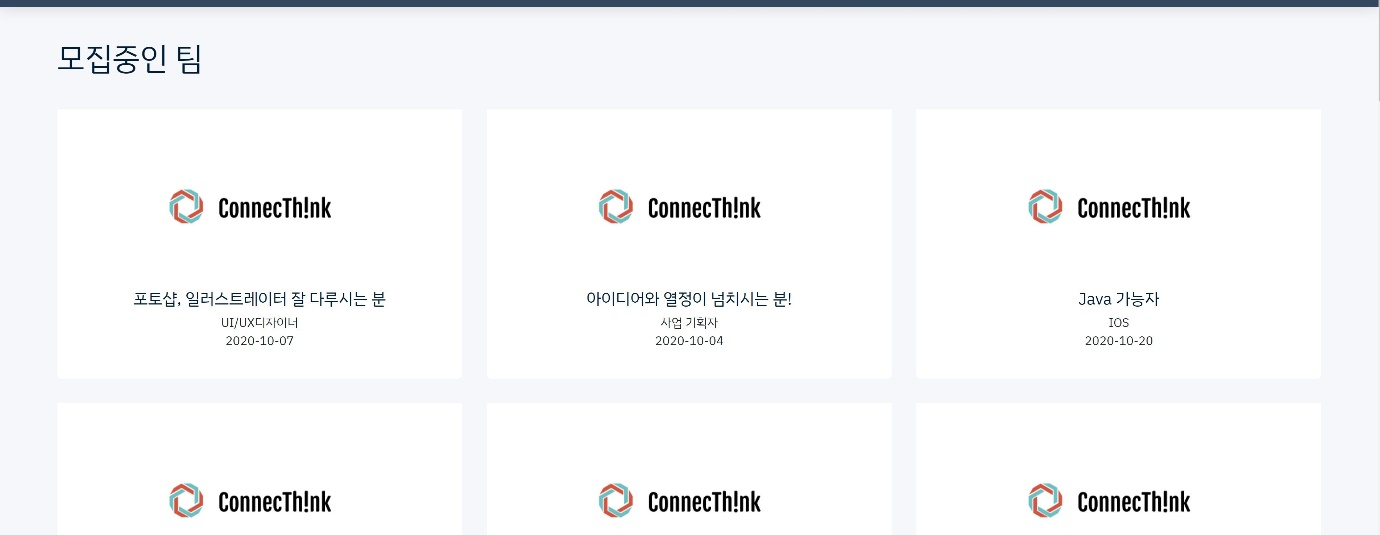 모집중인 팀
ConnecTh!nk
ConnecTh!nk
ConnecTh!nk
포토샵, 일러스트레이터 잘 다루시는 분
UI/UX디자이너
2020-10-07
아이디어와 열정이 넘치시는 분!
사업 기획자
2020-10-04
Java 가능자
IOS
2020-10-20
ConnecTh!nk
ConnecTh!nk
ConnecTh!nk